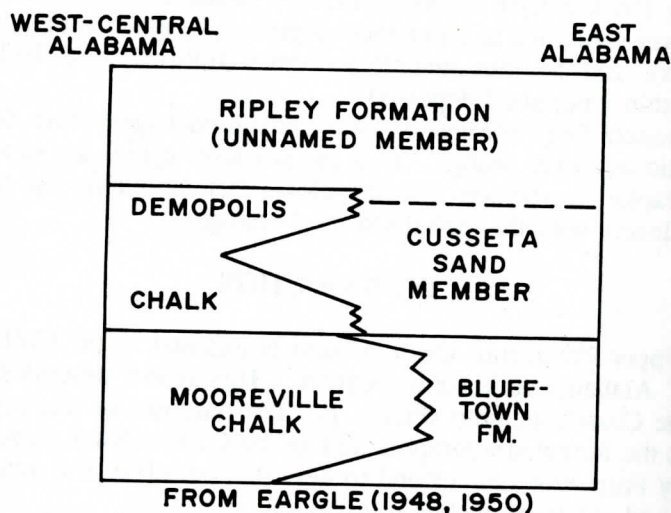 WEST-CENTRAL
ALABAMA
EAST
ALABAMA
RIPLEY FORMATION
(UNNAMED MEMBER)
DEMOPOLIS
CHALK
CUSSETA
SAND
MEMBER
MOOREVILLE
CHALK
BLUFF-
TOWN
FM.
FROM EARGLE (1948, 1950)